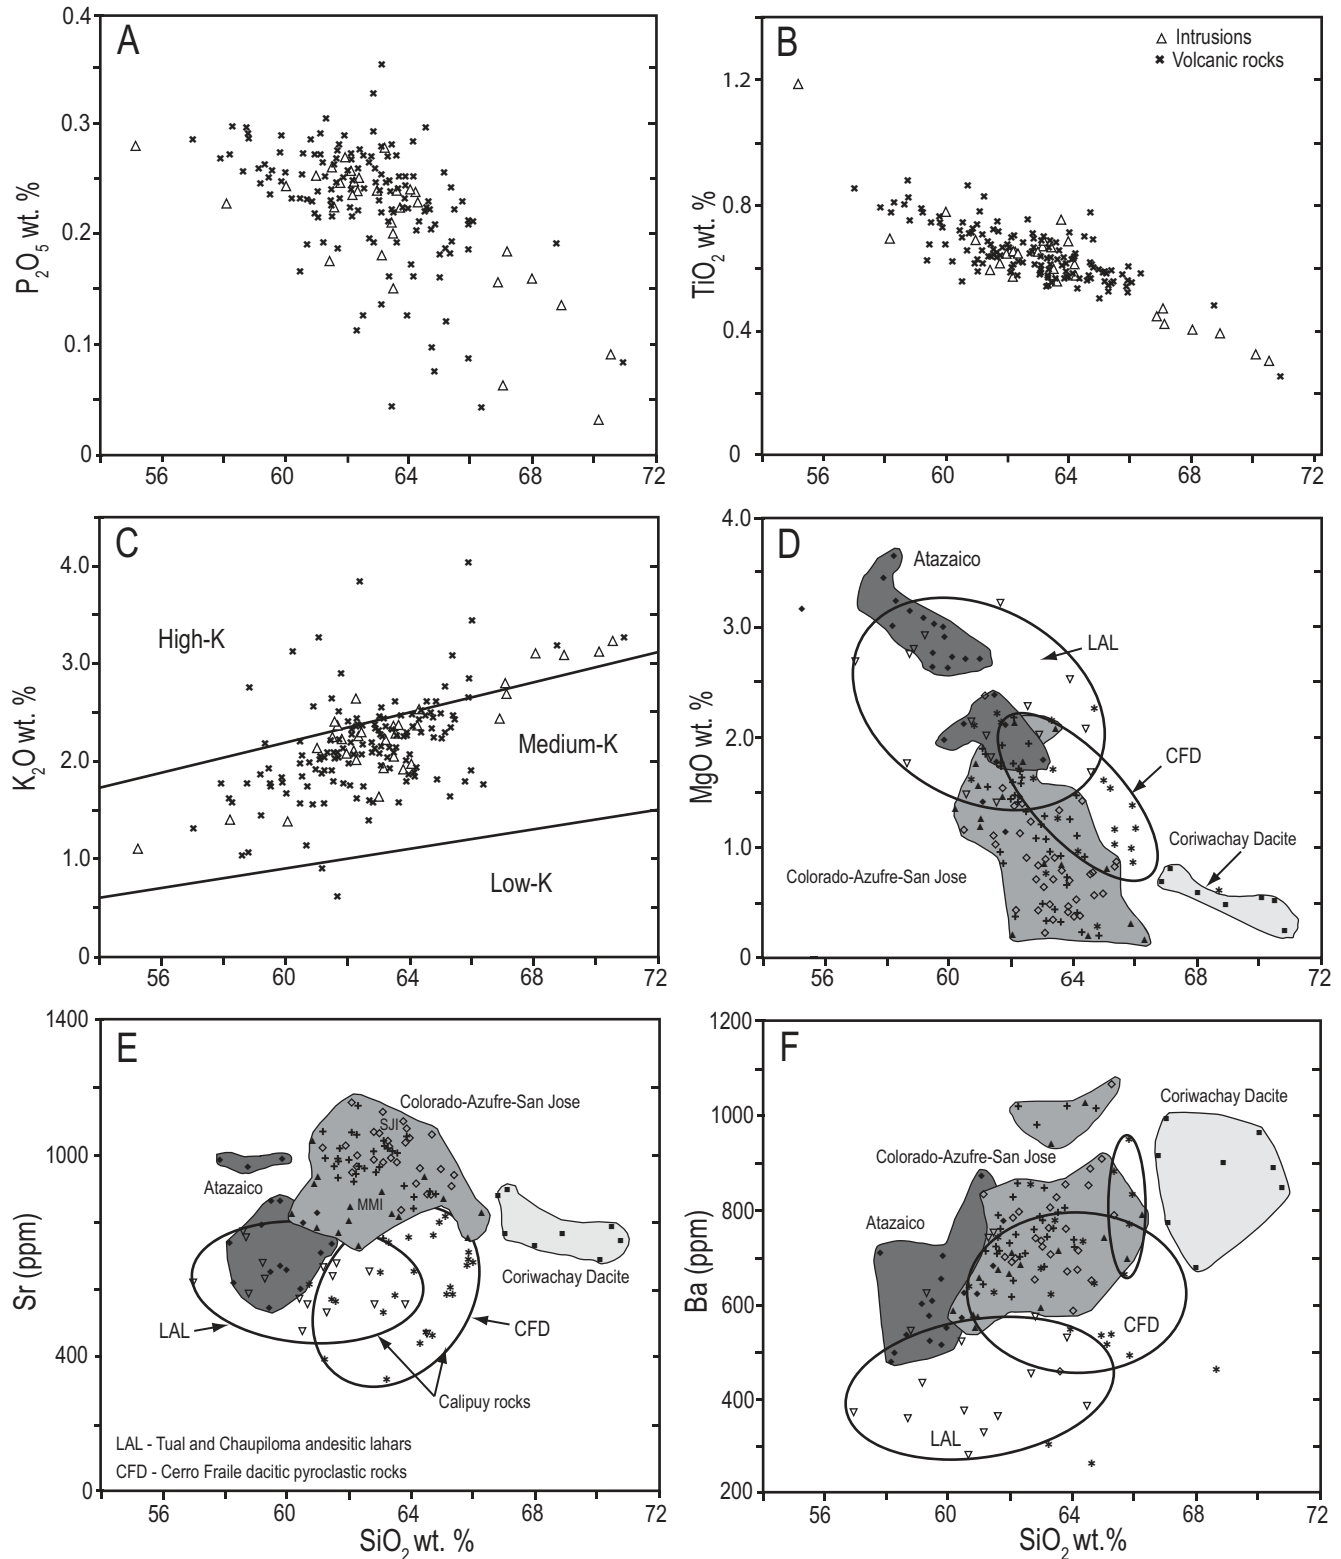 A
P2O5 wt. %
0.4
0.3
0.2
0.1
0
56
60
64
68
72
B
Intrusions
Volcanic rocks
TiO2 wt. %
1.2
0.8
0.4
0
56
60
64
68
72
C
High-K
Medium-K
Low-K
K2O wt. %
4.0
3.0
2.0
1.0
0
56
60
64
68
72
D
Atazaico
LAL
CFD
Coriwachay Dacite
Colorado-Azufre-San Jose
MgO wt. %
4.0
3.0
2.0
1.0
0
56
60
64
68
72
E
Colorado-Azufre-San Jose
SJI
Atazaico
MMI
Coriwachay Dacite
LAL
CFD
Calipuy rocks
LAL - Tual and Chaupiloma andesitic lahars
CFD - Cerro Fraile dacitic pyroclastic rocks
Sr (ppm)
1400
1000
400
0
56
60
64
68
72
SiO2 wt. %
F
Coriwachay Dacite
Colorado-Azufre-San Jose
Atazaico
CFD
LAL
Ba (ppm)
1200
1000
800
600
400
200
56
60
64
68
72
SiO2 wt.%